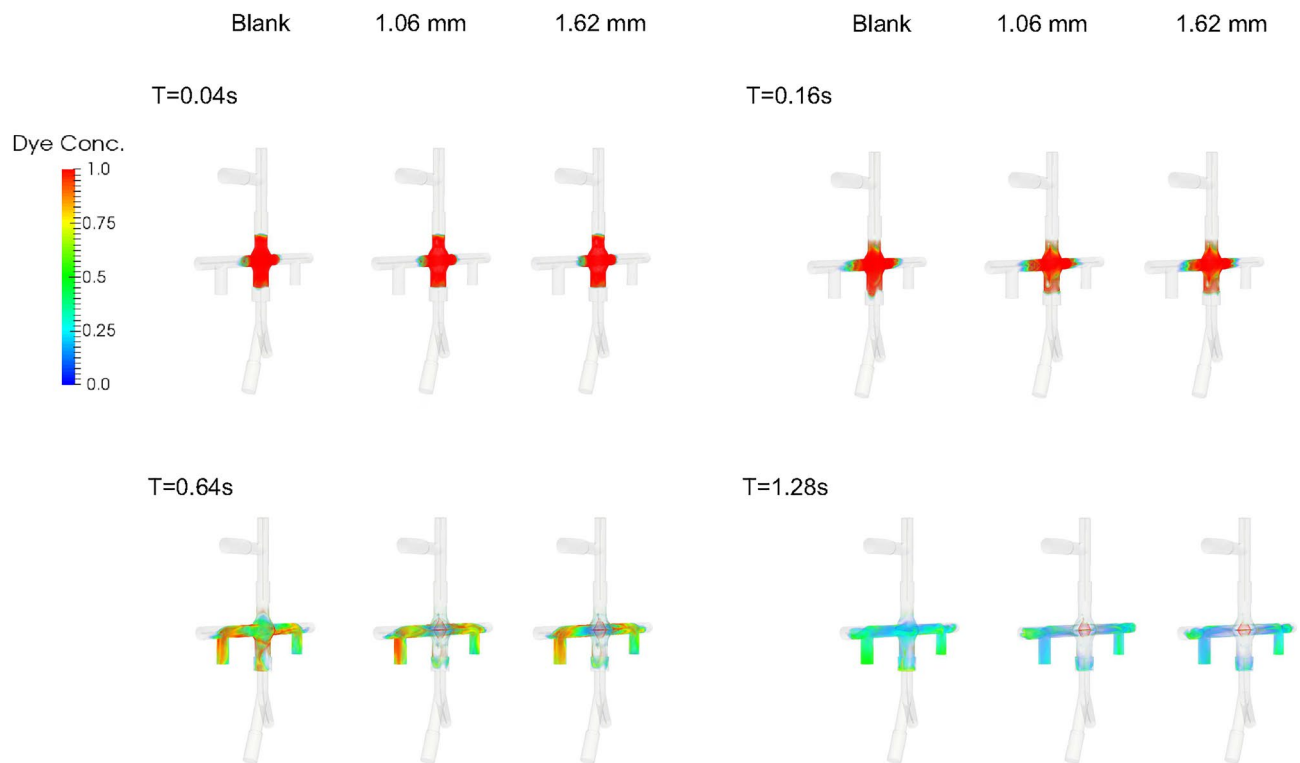 Blank 1.06 mm 1.62 mm Blank 1.06 mm 1.62 mm
T=0.04s T=0.16s
Dye Conc.
1.0
0.75
0.5
0.25
0.0
T=0.64s T=1.28s